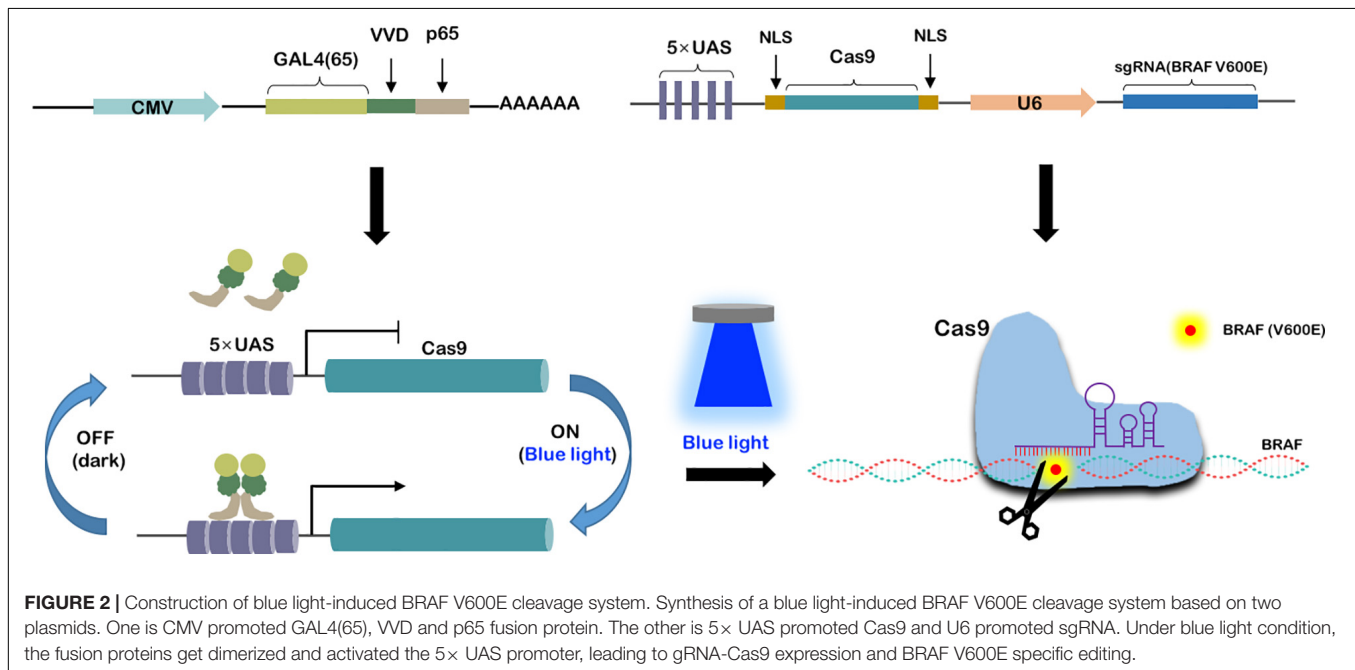 VVD
p65
GAL4(65)
CMV
AAAAAA
5×UAS
NLS
Cas9
NLS
sgRNA(BRAF V600E)
U6
5×UAS
Cas9
OFF
(dark)
ON
(Blue light)
Blue light
Cas9
BRAF (V600E)
BRAF
FIGURE 2 | Construction of blue light-induced BRAF V600E cleavage system. Synthesis of a blue light-induced BRAF V600E cleavage system based on two
plasmids. One is CMV promoted GAL4(65), VVD and p65 fusion protein. The other is 5× UAS promoted Cas9 and U6 promoted sgRNA. Under blue light condition,
the fusion proteins get dimerized and activated the 5× UAS promoter, leading to gRNA-Cas9 expression and BRAF V600E specific editing.